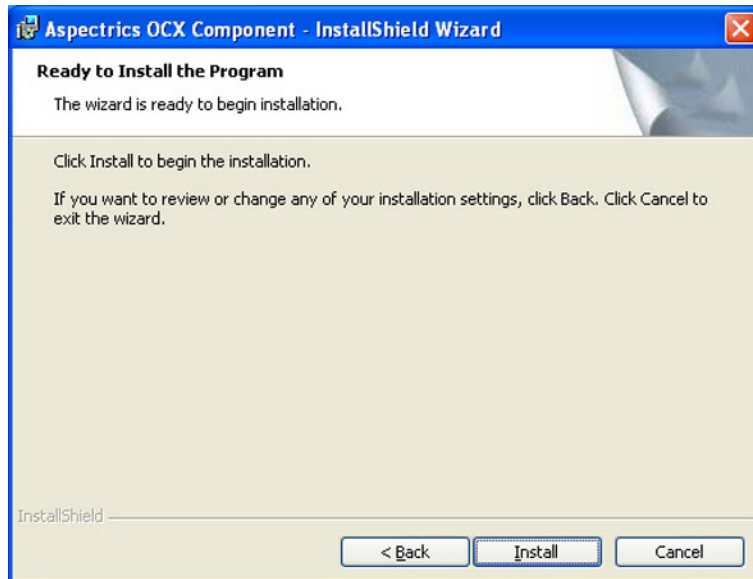 Aspectrics OCX Component - InstallShield Wizard
Ready to Install the Program
The wizard is ready to begin installation.
Click Install to begin the installation.
If you want to review or change any of your installation settings, click Back. Click Cancel to
exit the wizard.
InstallShield
< Back Install Cancel